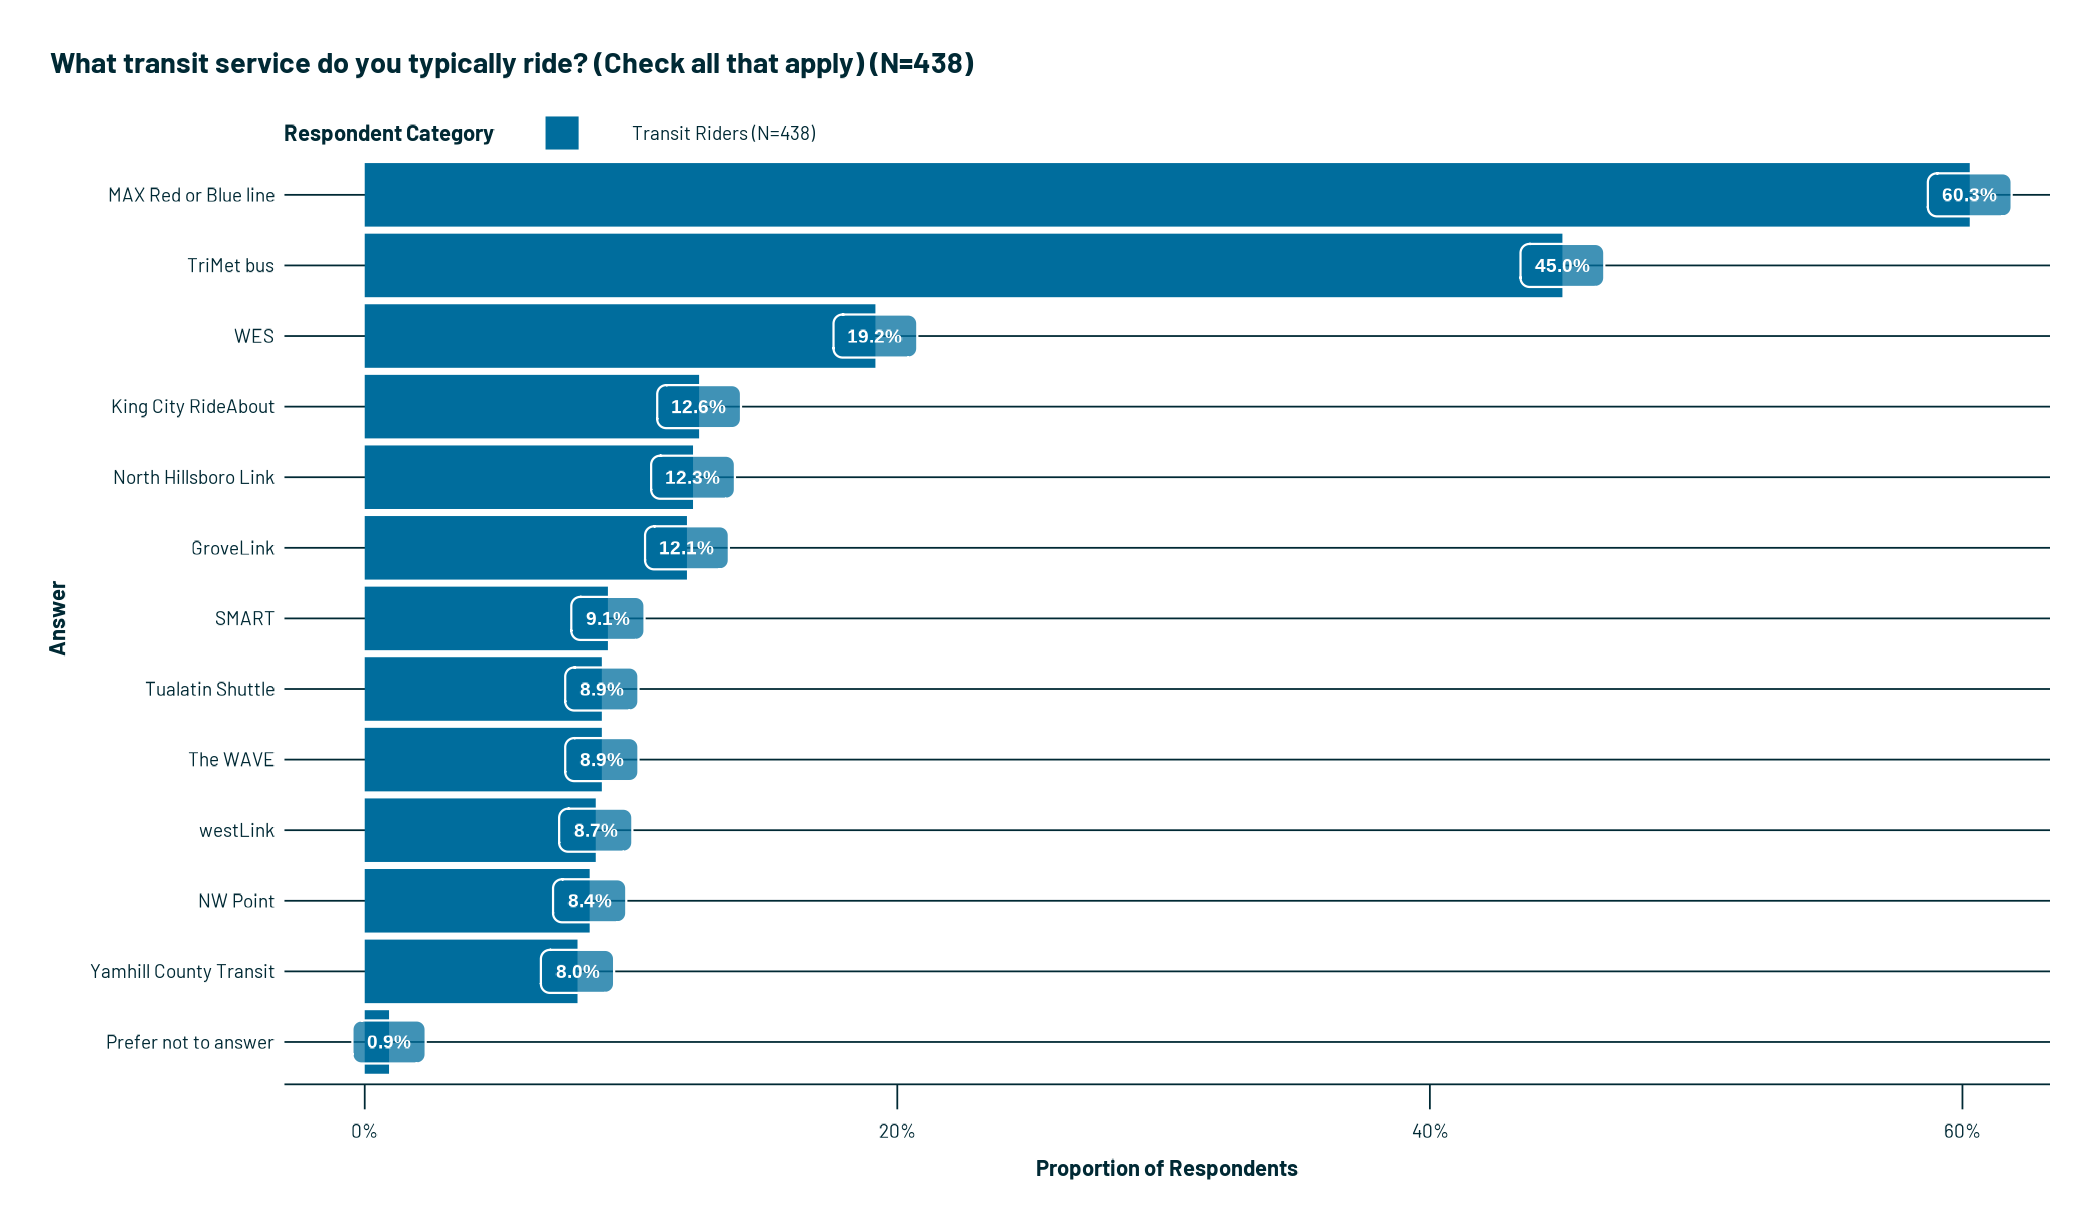 What transit service do you typically ride? (Check all that apply) (N=438)
Respondent Category Transit Riders (N=438)
MAX Red or Blue line 60.3%
TriMet bus 45.0%
WES 19.2%
King City RideAbout 12.6%
North Hillsboro Link 12.3%
GroveLink 12.1%
SMART 9.1%
Tualatin Shuttle 8.9%
The WAVE 8.9%
westLink 8.7%
NW Point 8.4%
Yamhill County Transit 8.0%
Prefer not to answer 0.9%
Answer
0% 20% 40% 60%
Proportion of Respondents